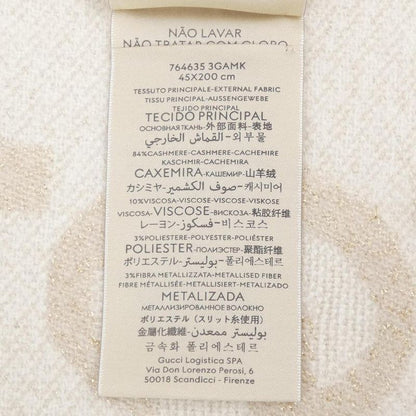 NÃO LAVAR
NÃO TRATAR COM CLORO
764635 3GAMK
45X200 cm
TESSUTO PRINCIPALE-EXTERNAL FABRIC
TISSU PRINCIPAL-AUSSENGEWEBE
TEJIDO PRINCIPAL
TECIDO PRINCIPAL
ОСНОВНАЯ ТКАНЬ-外部面料-表地
القماش الخارجي-외부물
84%CASHMERE-CASHMERE-CACHEMIRE
KASCHMIR-CACHEMIRA
CAXEMIRA-КАШЕМИР-山羊绒
カシミヤ-صوف الكشمير-캐시미어
10%VISCOSA-VISCOSE-VISCOSE-VISKOSE
VISCOSA-VISCOSE-ВИСКОЗА-粘胶纤维
レーヨン-فسكوز-비스코스
3%POLIESTERE-POLYESTER-POLIÉSTER
POLIESTER-ПОЛИЭСТЕР-聚酯纤维
ポリエステル-بوليستر-폴리에스테르
3%FIBRA METALLIZZATA-METALLISED FIBER
FIBRE MÉTALLISÉE-METALLISIERT-METALIZADO
METALIZADA
МЕТАЛЛИЗИРОВАННОЕ ВОЛОКНО
ポリエステル（スリット糸使用）
金屬化纖維-بوليستر ممعدن
금속화 폴리에스테르
Gucci Logistica SPA
Via Don Lorenzo Perosi, 6
50018 Scandicci - Firenze